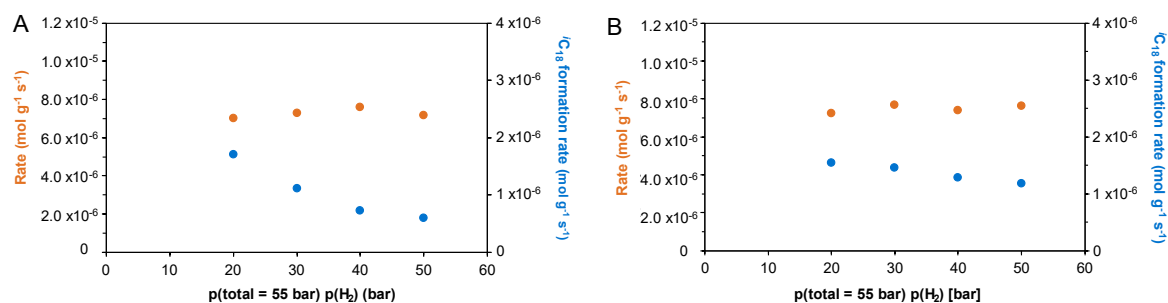 A
1.2 x10⁻⁵
1.0 x10⁻⁵
8.0 x10⁻⁶
6.0 x10⁻⁶
4.0 x10⁻⁶
2.0 x10⁻⁶
0
Rate (mol g⁻¹ s⁻¹)
4 x10⁻⁶
3 x10⁻⁶
2 x10⁻⁶
1 x10⁻⁶
0
ⁱC₁₈ formation rate
(mol g⁻¹ s⁻¹)
0 10 20 30 40 50 60
p(total = 55 bar) p(H₂) (bar)
B
1.2 x10⁻⁵
1.0 x10⁻⁵
8.0 x10⁻⁶
6.0 x10⁻⁶
4.0 x10⁻⁶
2.0 x10⁻⁶
0
Rate (mol g⁻¹ s⁻¹)
4 x10⁻⁶
3 x10⁻⁶
2 x10⁻⁶
1 x10⁻⁶
0
ⁱC₁₈ formation rate
(mol g⁻¹ s⁻¹)
0 10 20 30 40 50 60
p(total = 55 bar) p(H₂) [bar]